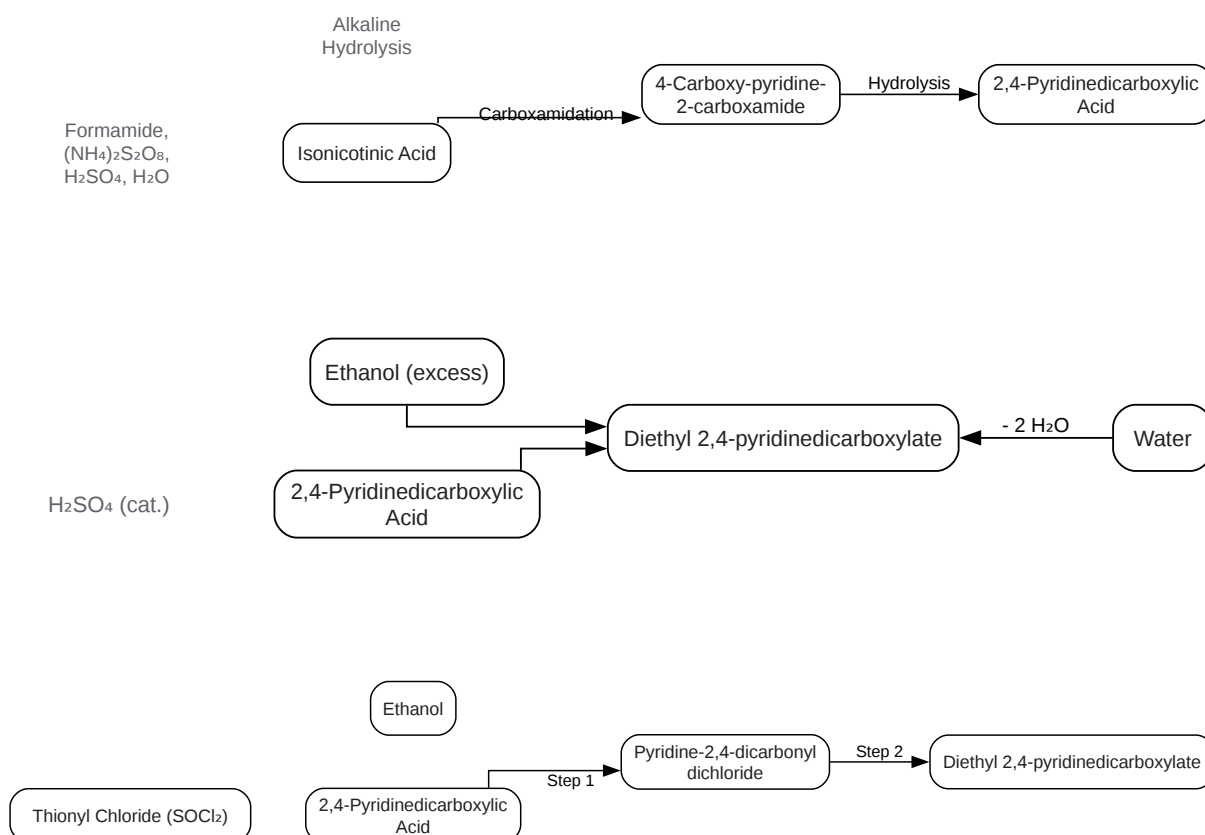 Alkaline
Hydrolysis
4-Carboxy-pyridine-
2-carboxamide
Hydrolysis
2,4-Pyridinedicarboxylic
Acid
Carboxamidation
Formamide,
(NH₄)₂S₂O₈,
H₂SO₄, H₂O
Isonicotinic Acid
Ethanol (excess)
Diethyl 2,4-pyridinedicarboxylate
- 2 H₂O
Water
2,4-Pyridinedicarboxylic
Acid
H₂SO₄ (cat.)
Ethanol
Pyridine-2,4-dicarbonyl
dichloride
Step 2
Diethyl 2,4-pyridinedicarboxylate
Step 1
Thionyl Chloride (SOCl₂)
2,4-Pyridinedicarboxylic
Acid